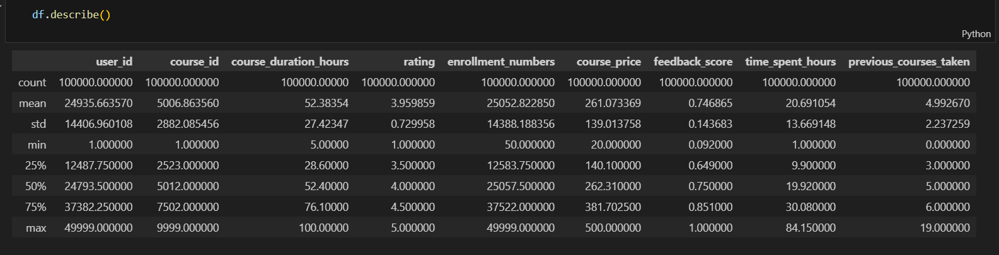 df.describe()
Python
user_id course_id course_duration_hours rating enrollment_numbers course_price feedback_score time_spent_hours previous_courses_taken
count 100000.000000 100000.000000 100000.00000 100000.000000 100000.000000 100000.000000 100000.000000 100000.000000 100000.000000
mean 24935.663570 5006.863560 52.38354 3.959859 25052.822850 261.073369 0.746865 20.691054 4.992670
std 14406.960108 2882.085456 27.42347 0.729958 14388.188356 139.013758 0.143683 13.669148 2.237259
min 1.000000 1.000000 5.00000 1.000000 50.000000 20.000000 0.092000 1.000000 0.000000
25% 12487.750000 2523.000000 28.60000 3.500000 12583.750000 140.100000 0.649000 9.900000 3.000000
50% 24793.500000 5012.000000 52.40000 4.000000 25057.500000 262.310000 0.750000 19.920000 5.000000
75% 37382.250000 7502.000000 76.10000 4.500000 37522.000000 381.702500 0.851000 30.080000 6.000000
max 49999.000000 9999.000000 100.00000 5.000000 49999.000000 500.000000 1.000000 84.150000 19.000000